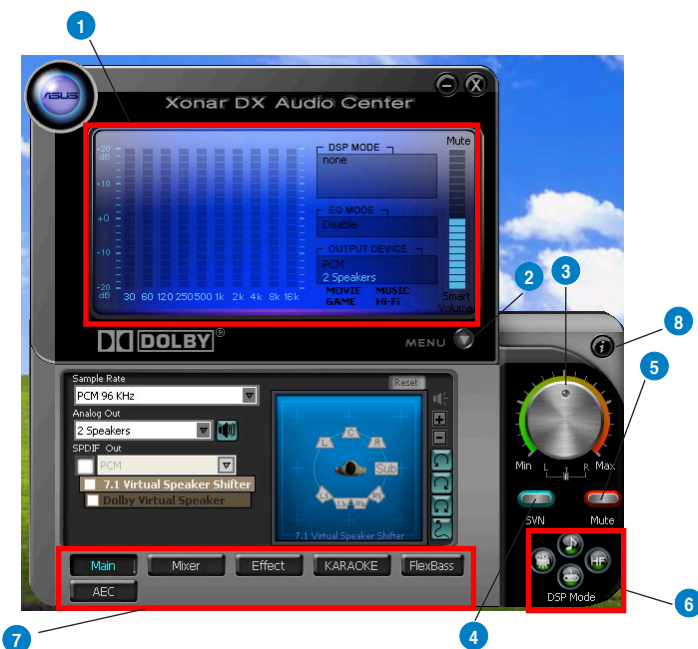 1
ASUS
Xonar DX Audio Center
+20
dB
+10
+0
-10
-20
dB
30 60 120 250 500 1k 2k 4k 8k 16k
DSP MODE
none
EQ MODE
Disable
OUTPUT DEVICE
PCM
2 Speakers
MOVIE MUSIC
GAME Hi-Fi
Mute
Smart
Volume
2
3
8
DOLBY®
MENU
i
5
Sample Rate
PCM 96 KHz
Analog Out
2 Speakers
SPDIF Out
PCM
7.1 Virtual Speaker Shifter
Dolby Virtual Speaker
Reset
L C R
Sub
Ls Lb Rb Rs
7.1 Virtual Speaker Shifter
Min L R Max
SVN Mute
HF
DSP Mode
Main Mixer Effect KARAOKE FlexBass
AEC
6
7
4